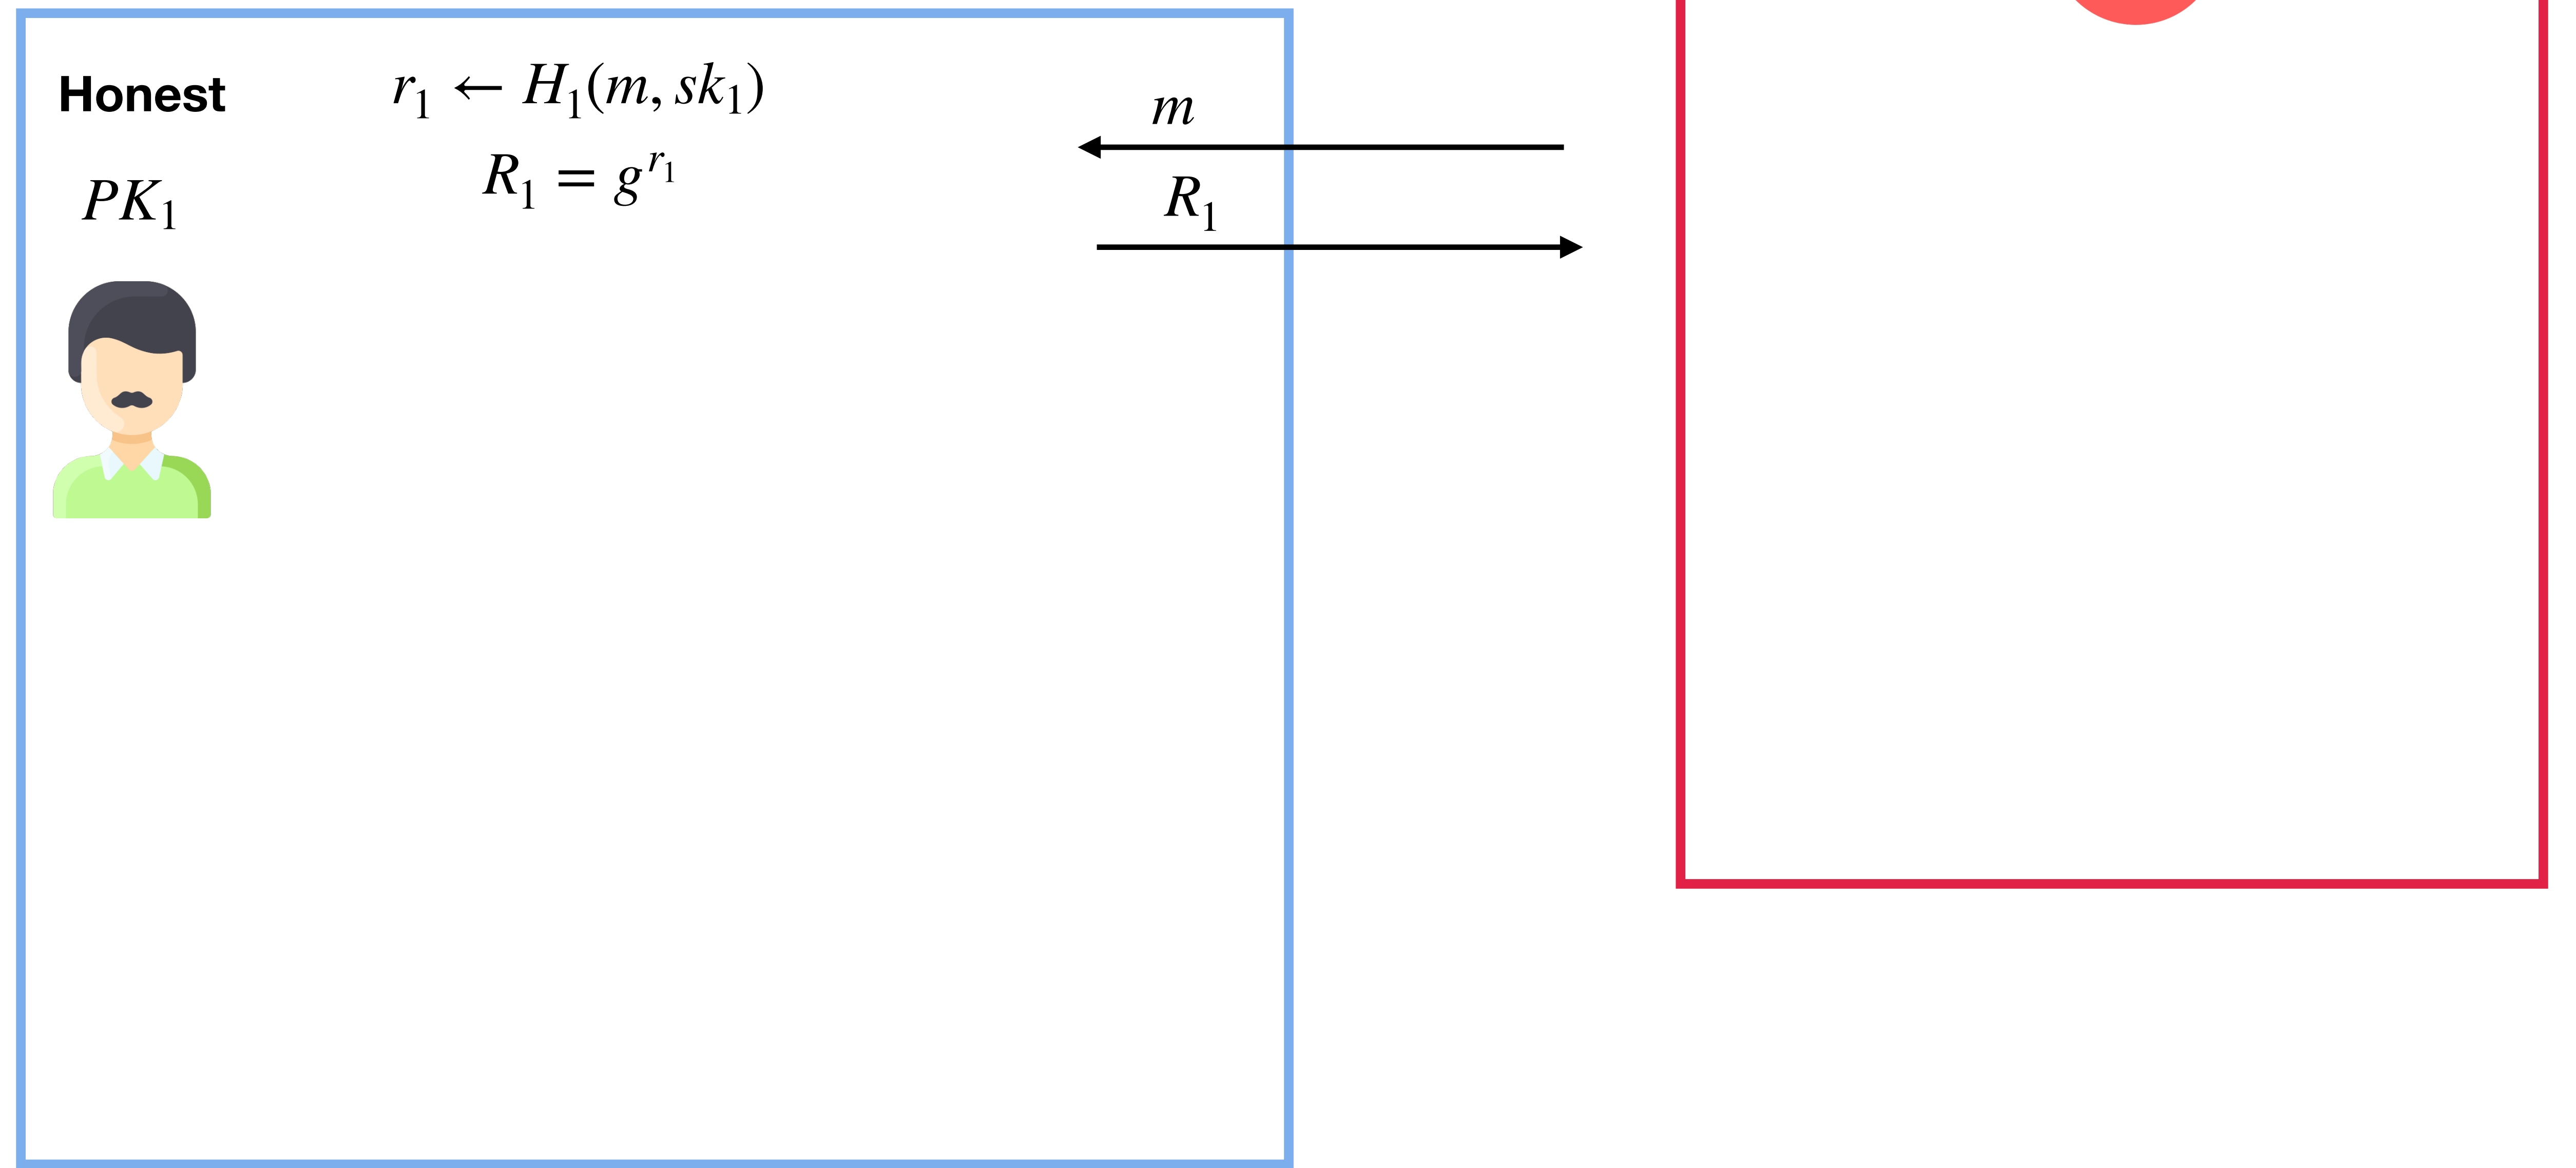 Honest
r₁ ← H₁(m, sk₁)
R₁ = g^{r₁}
PK₁
m
R₁